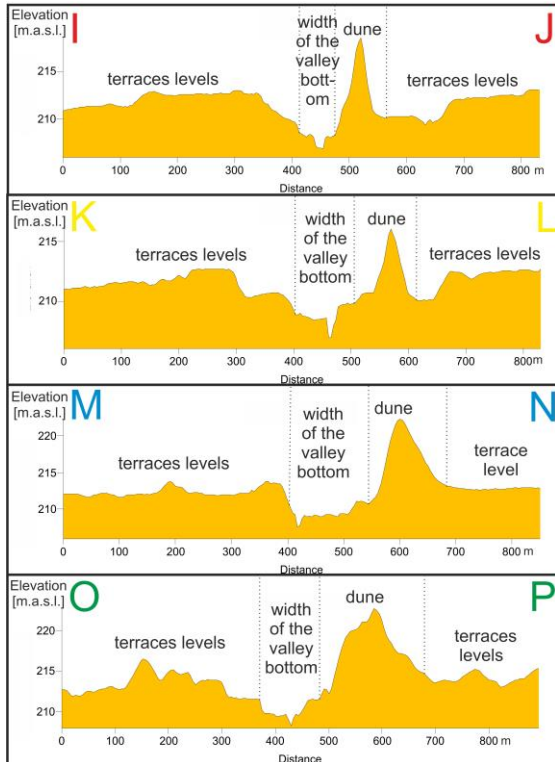 Elevation
[m.a.s.l.]
I
J
width
of the
valley
bott-
om
dune
terraces levels
terraces levels
215
210
0 100 200 300 400 500 600 700 800 m
Distance
Elevation
[m.a.s.l.]
K
L
terraces levels
width
of the
valley
bottom
dune
terraces levels
215
210
0 100 200 300 400 500 600 700 800 m
Distance
Elevation
[m.a.s.l.]
M
N
terraces levels
width
of the
valley
bottom
dune
terrace
level
220
215
210
0 100 200 300 400 500 600 700 800 m
Distance
Elevation
[m.a.s.l.]
O
P
terraces levels
width
of the
valley
bottom
dune
terraces
levels
220
215
210
0 100 200 300 400 500 600 700 800 m
Distance